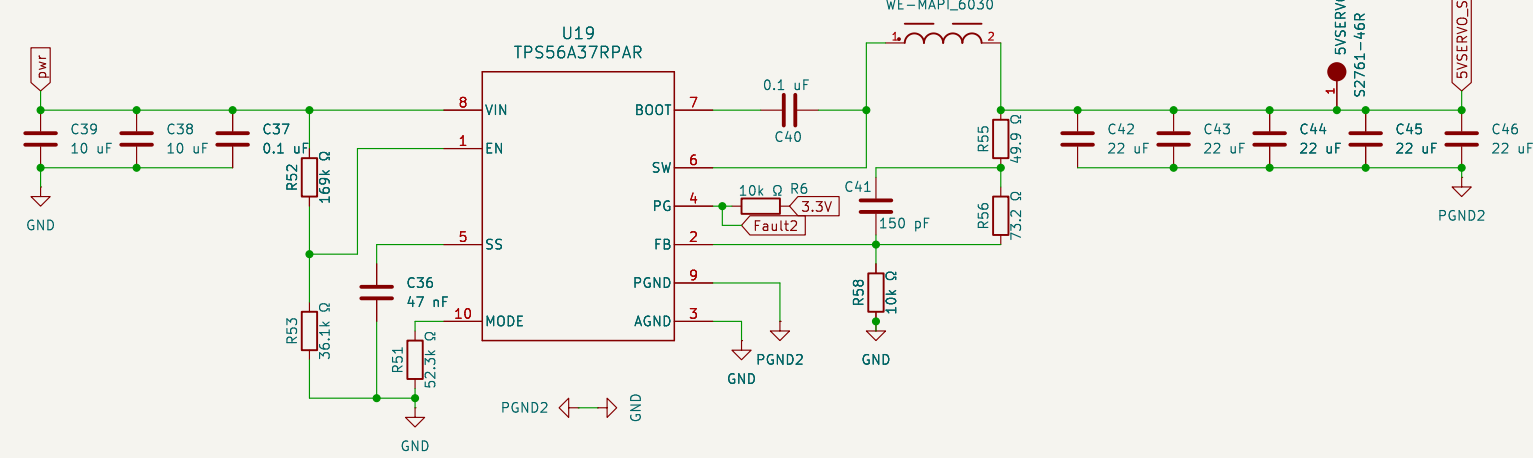 WE-MAPI_6030
1
2
5VSERVO
S2761-46R
1
5VSERVO_S
U19
TPS56A37RPAR
pwr
C39
10 uF
C38
10 uF
C37
0.1 uF
GND
R52
169k Ω
R53
36.1k Ω
C36
47 nF
R51
52.3k Ω
GND
8
VIN
1
EN
5
SS
10
MODE
BOOT
7
SW
6
PG
4
FB
2
PGND
9
AGND
3
0.1 uF
C40
10k Ω
R6
3.3V
Fault2
C41
150 pF
R55
49.9 Ω
R56
73.2 Ω
R58
10k Ω
GND
PGND2
GND
PGND2
GND
C42
22 uF
C43
22 uF
C44
22 uF
C45
22 uF
C46
22 uF
PGND2